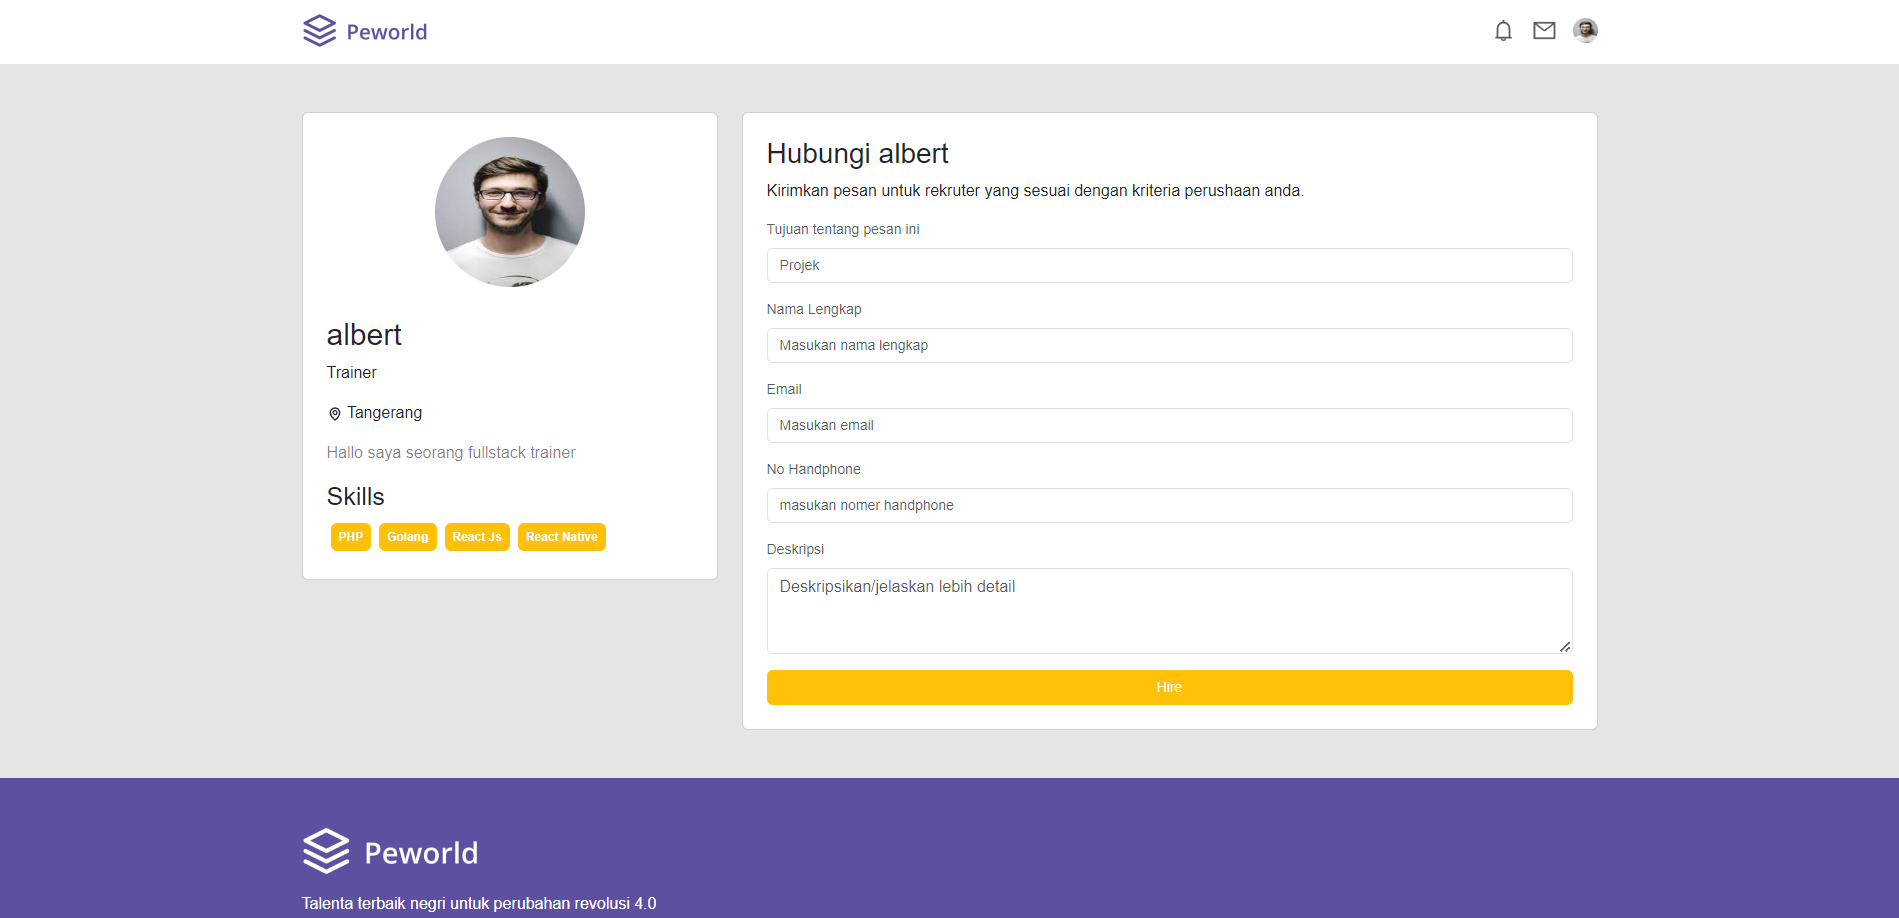 Peworld
albert
Trainer
Tangerang
Hallo saya seorang fullstack trainer
Skills
PHP Golang React Js React Native
Hubungi albert
Kirimkan pesan untuk rekruter yang sesuai dengan kriteria perushaan anda.
Tujuan tentang pesan ini
Projek
Nama Lengkap
Masukan nama lengkap
Email
Masukan email
No Handphone
masukan nomer handphone
Deskripsi
Deskripsikan/jelaskan lebih detail
Hire
Peworld
Talenta terbaik negri untuk perubahan revolusi 4.0